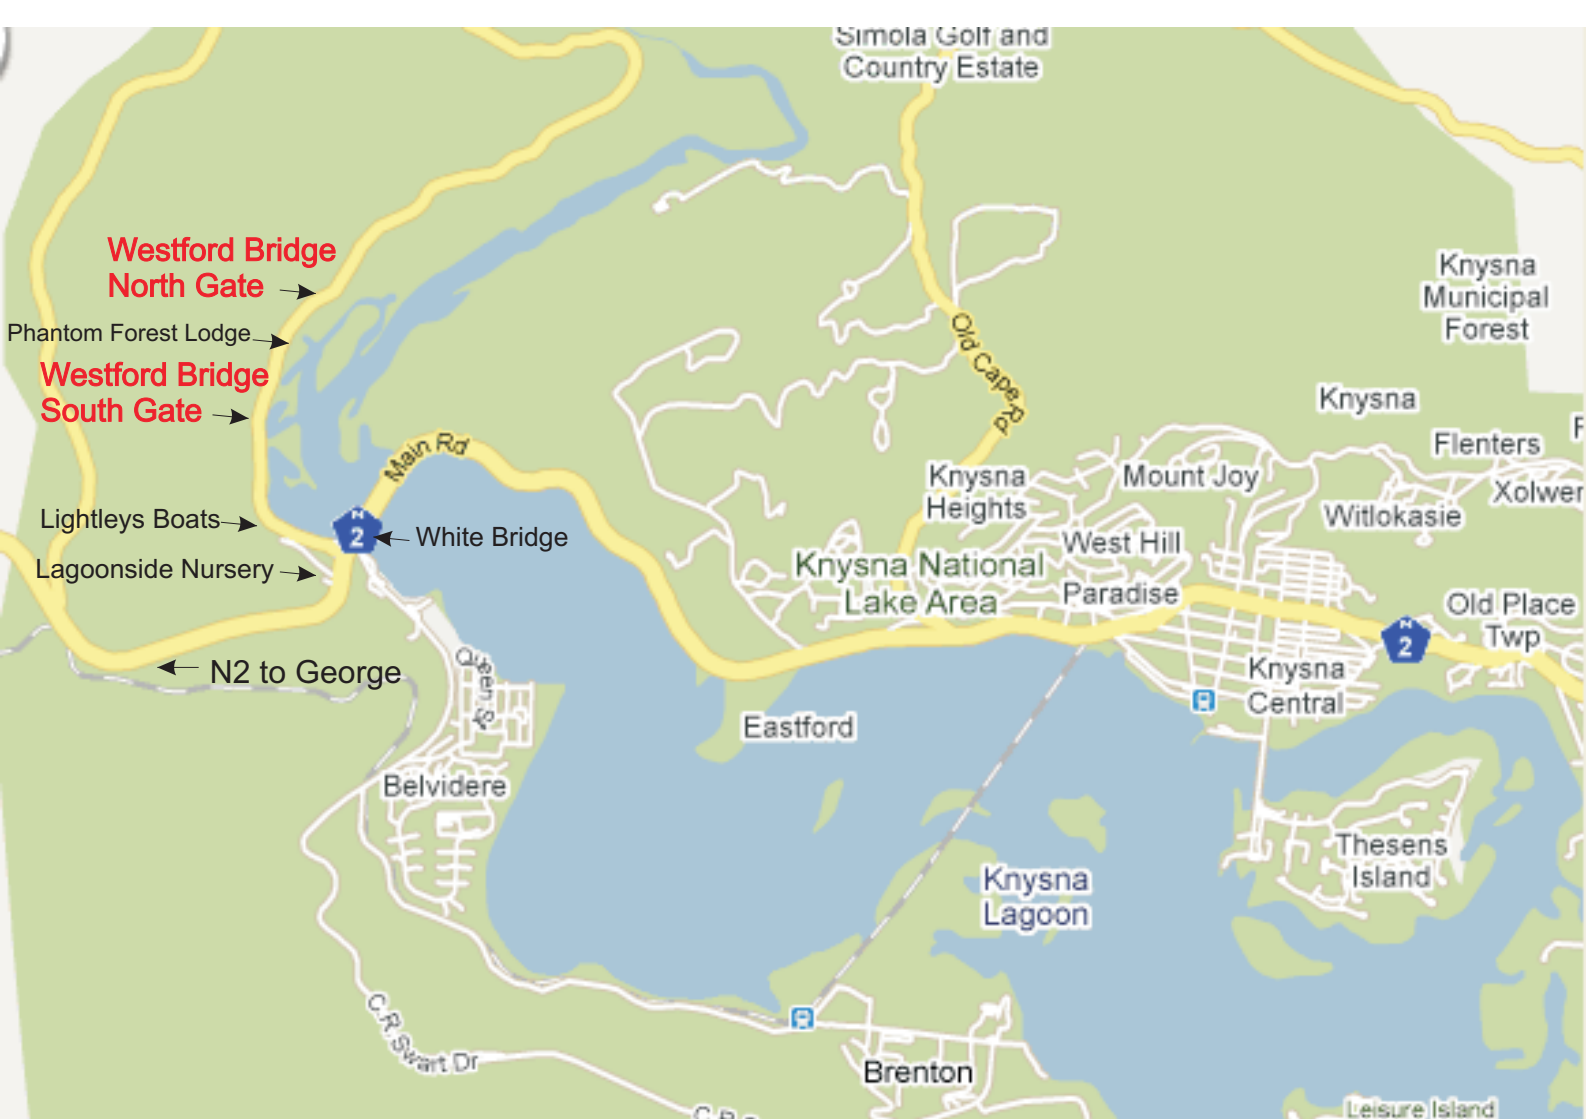 Simola Golf and
Country Estate
Westford Bridge
North Gate
Phantom Forest Lodge
Westford Bridge
South Gate
Old Cape Rd
Knysna
Municipal
Forest
Knysna
Flenters
Xolwer
Main Rd
Knysna
Heights
Mount Joy
Witlokasie
Lightleys Boats
N
2
White Bridge
West Hill
Knysna National
Lake Area
Lagoonside Nursery
Paradise
Old Place
Twp
N
2
N2 to George
Queen St
Knysna
Central
Eastford
Belvidere
Thesens
Island
Knysna
Lagoon
C.R. Swart Dr
Brenton
Leisure Island